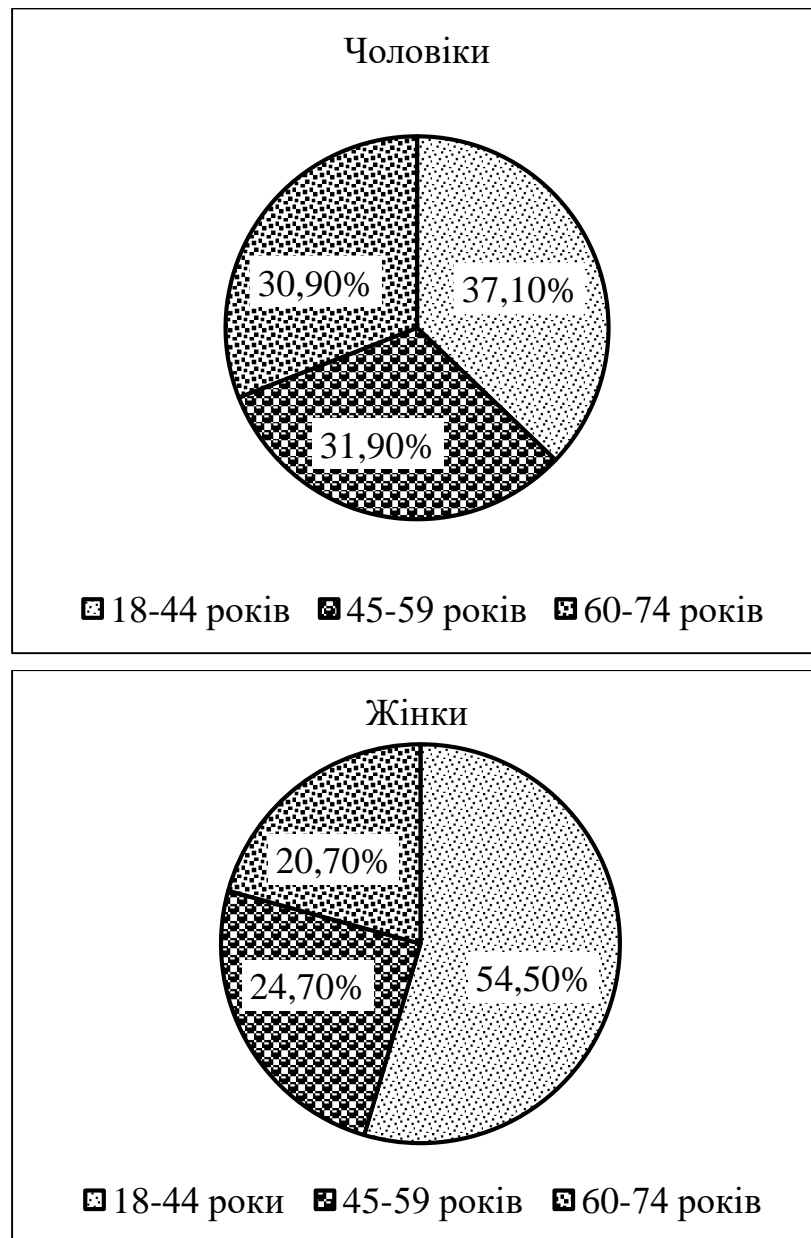 Чоловіки
30,90%
37,10%
31,90%
18-44 років 45-59 років 60-74 років
Жінки
20,70%
24,70%
54,50%
18-44 роки 45-59 років 60-74 років